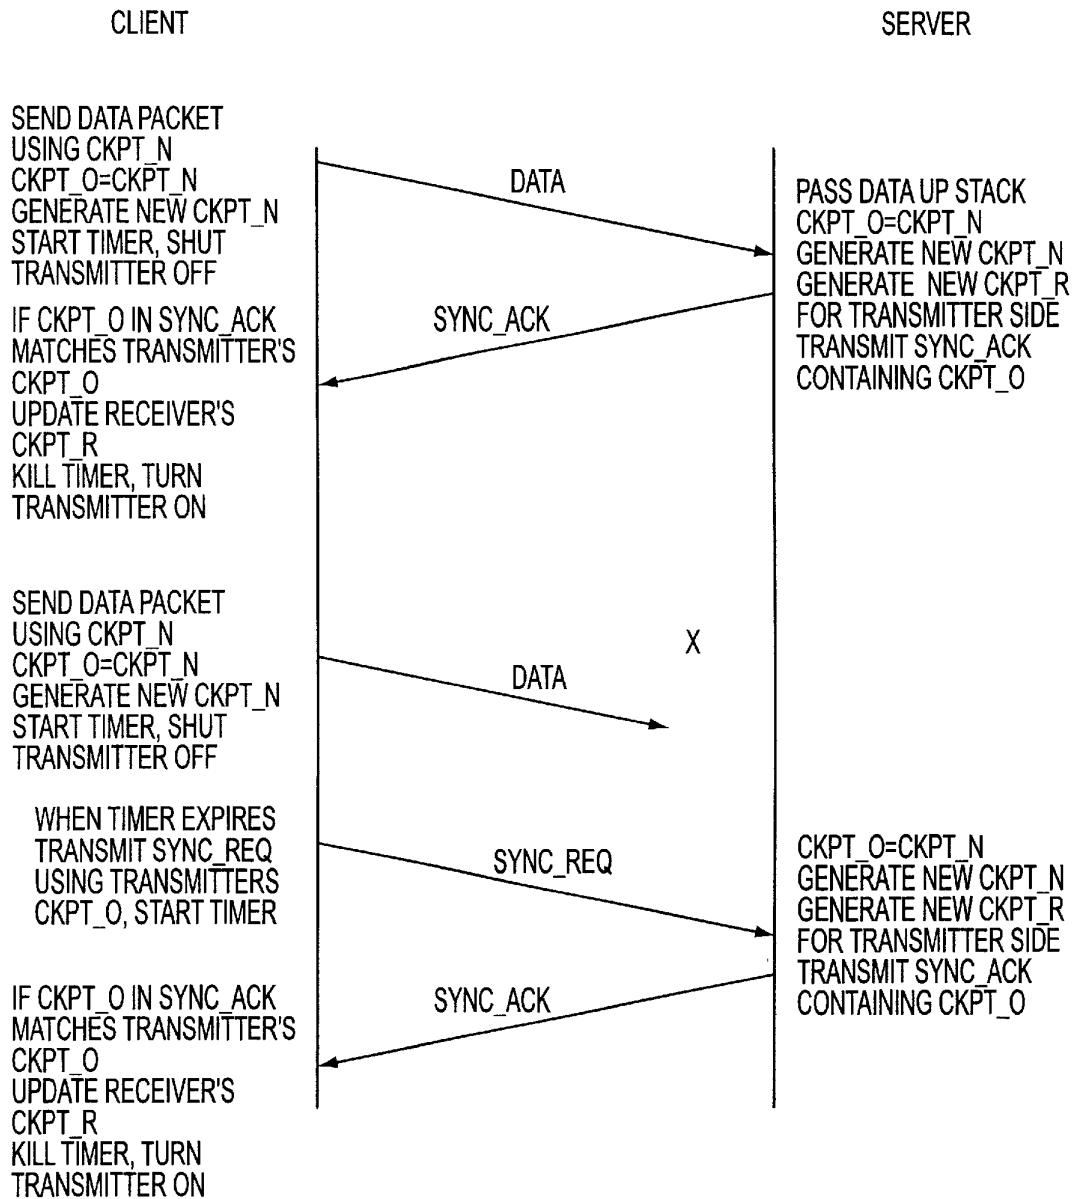 CLIENT
SERVER
SEND DATA PACKET
USING CKPT_N
CKPT_O=CKPT_N
GENERATE NEW CKPT_N
START TIMER, SHUT
TRANSMITTER OFF
DATA
PASS DATA UP STACK
CKPT_O=CKPT_N
GENERATE NEW CKPT_N
GENERATE NEW CKPT_R
FOR TRANSMITTER SIDE
TRANSMIT SYNC_ACK
CONTAINING CKPT_O
SYNC_ACK
IF CKPT_O IN SYNC_ACK
MATCHES TRANSMITTER'S
CKPT_O
UPDATE RECEIVER'S
CKPT_R
KILL TIMER, TURN
TRANSMITTER ON
SEND DATA PACKET
USING CKPT_N
CKPT_O=CKPT_N
GENERATE NEW CKPT_N
START TIMER, SHUT
TRANSMITTER OFF
DATA
X
WHEN TIMER EXPIRES
TRANSMIT SYNC_REQ
USING TRANSMITTERS
CKPT_O, START TIMER
SYNC_REQ
CKPT_O=CKPT_N
GENERATE NEW CKPT_N
GENERATE NEW CKPT_R
FOR TRANSMITTER SIDE
TRANSMIT SYNC_ACK
CONTAINING CKPT_O
SYNC_ACK
IF CKPT_O IN SYNC_ACK
MATCHES TRANSMITTER'S
CKPT_O
UPDATE RECEIVER'S
CKPT_R
KILL TIMER, TURN
TRANSMITTER ON